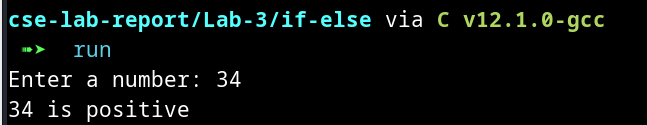 cse-lab-report/Lab-3/if-else via C v12.1.0-gcc
➠➤ run
Enter a number: 34
34 is positive